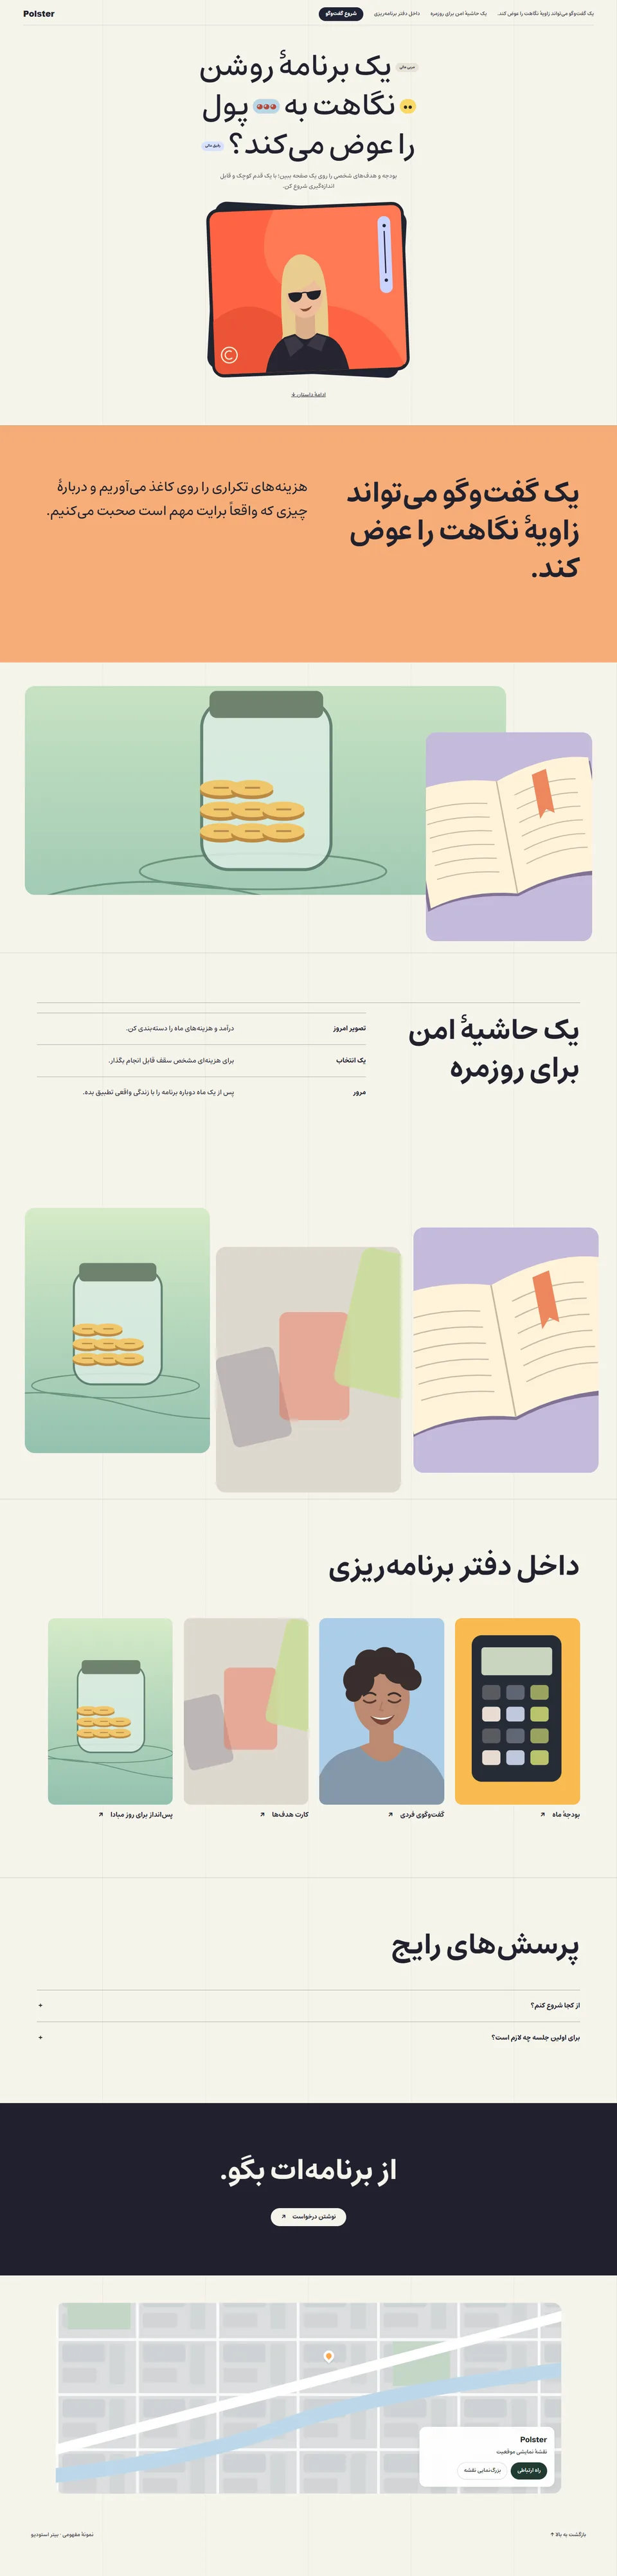 یک گفت‌وگو می‌تواند زاویهٔ نگاهت را عوض کند.
یک حاشیهٔ امن برای روزمره
داخل دفتر برنامه‌ریزی
شروع گفت‌وگو
Polster
یک برنامهٔ روشن
نگاهت به پول
را عوض می‌کند؟
بودجه و هدف‌های شخصی را روی یک صفحه ببین؛ با یک قدم کوچک و قابل
اندازه‌گیری شروع کن.
ادامهٔ داستان ↓
یک گفت‌وگو می‌تواند
زاویهٔ نگاهت را عوض
کند.
هزینه‌های تکراری را روی کاغذ می‌آوریم و دربارهٔ
چیزی که واقعاً برایت مهم است صحبت می‌کنیم.
یک حاشیهٔ امن
برای روزمره
تصویر امروز
درآمد و هزینه‌های ماه را دسته‌بندی کن.
یک انتخاب
برای هزینه‌ای مشخص سقف قابل انجام بگذار.
مرور
پس از یک ماه دوباره برنامه را با زندگی واقعی تطبیق بده.
داخل دفتر برنامه‌ریزی
بودجهٔ ماه ↗
گفت‌وگوی فردی ↗
کارت هدف‌ها ↗
پس‌انداز برای روز مبادا ↗
پرسش‌های رایج
از کجا شروع کنم؟ +
برای اولین جلسه چه لازم است؟ +
از برنامه‌ات بگو.
نوشتن درخواست ↗
Polster
نقشهٔ نمایشی موقعیت
راه ارتباطی
بزرگ‌نمایی نقشه
بازگشت به بالا ↑
نمونهٔ مفهومی · بیتر استودیو